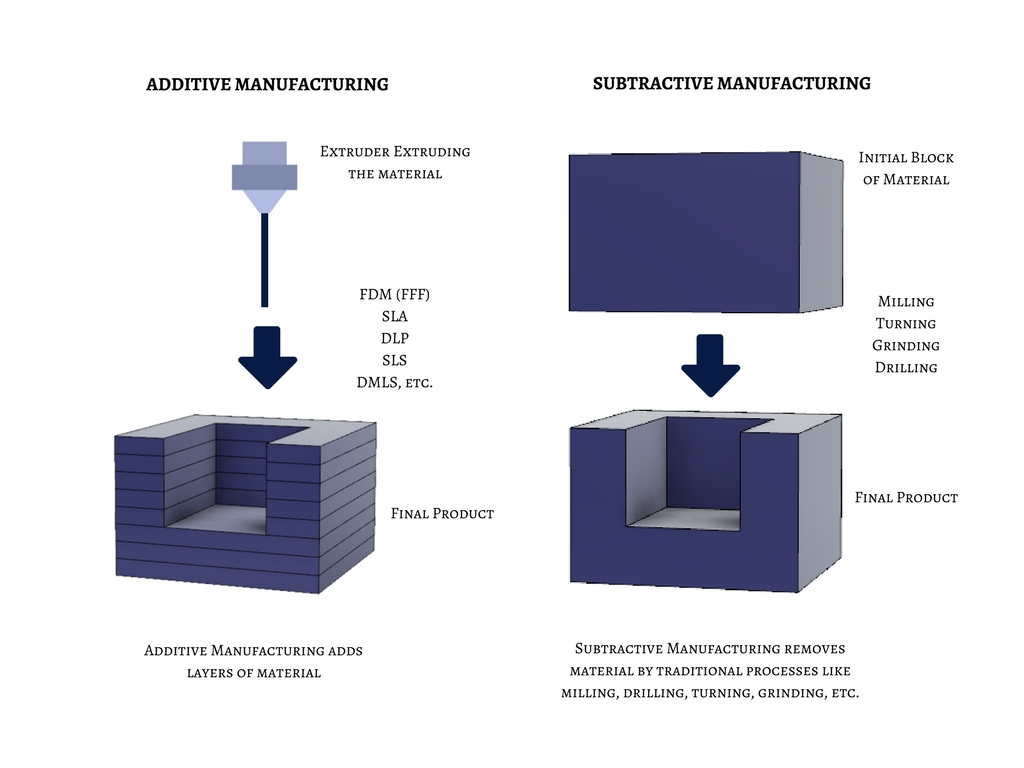 ADDITIVE MANUFACTURING
EXTRUDER EXTRUDING
THE MATERIAL
FDM (FFF)
SLA
DLP
SLS
DMLS, ETC.
FINAL PRODUCT
ADDITIVE MANUFACTURING ADDS
LAYERS OF MATERIAL
SUBTRACTIVE MANUFACTURING
INITIAL BLOCK
OF MATERIAL
MILLING
TURNING
GRINDING
DRILLING
FINAL PRODUCT
SUBTRACTIVE MANUFACTURING REMOVES
MATERIAL BY TRADITIONAL PROCESSES LIKE
MILLING, DRILLING, TURNING, GRINDING, ETC.